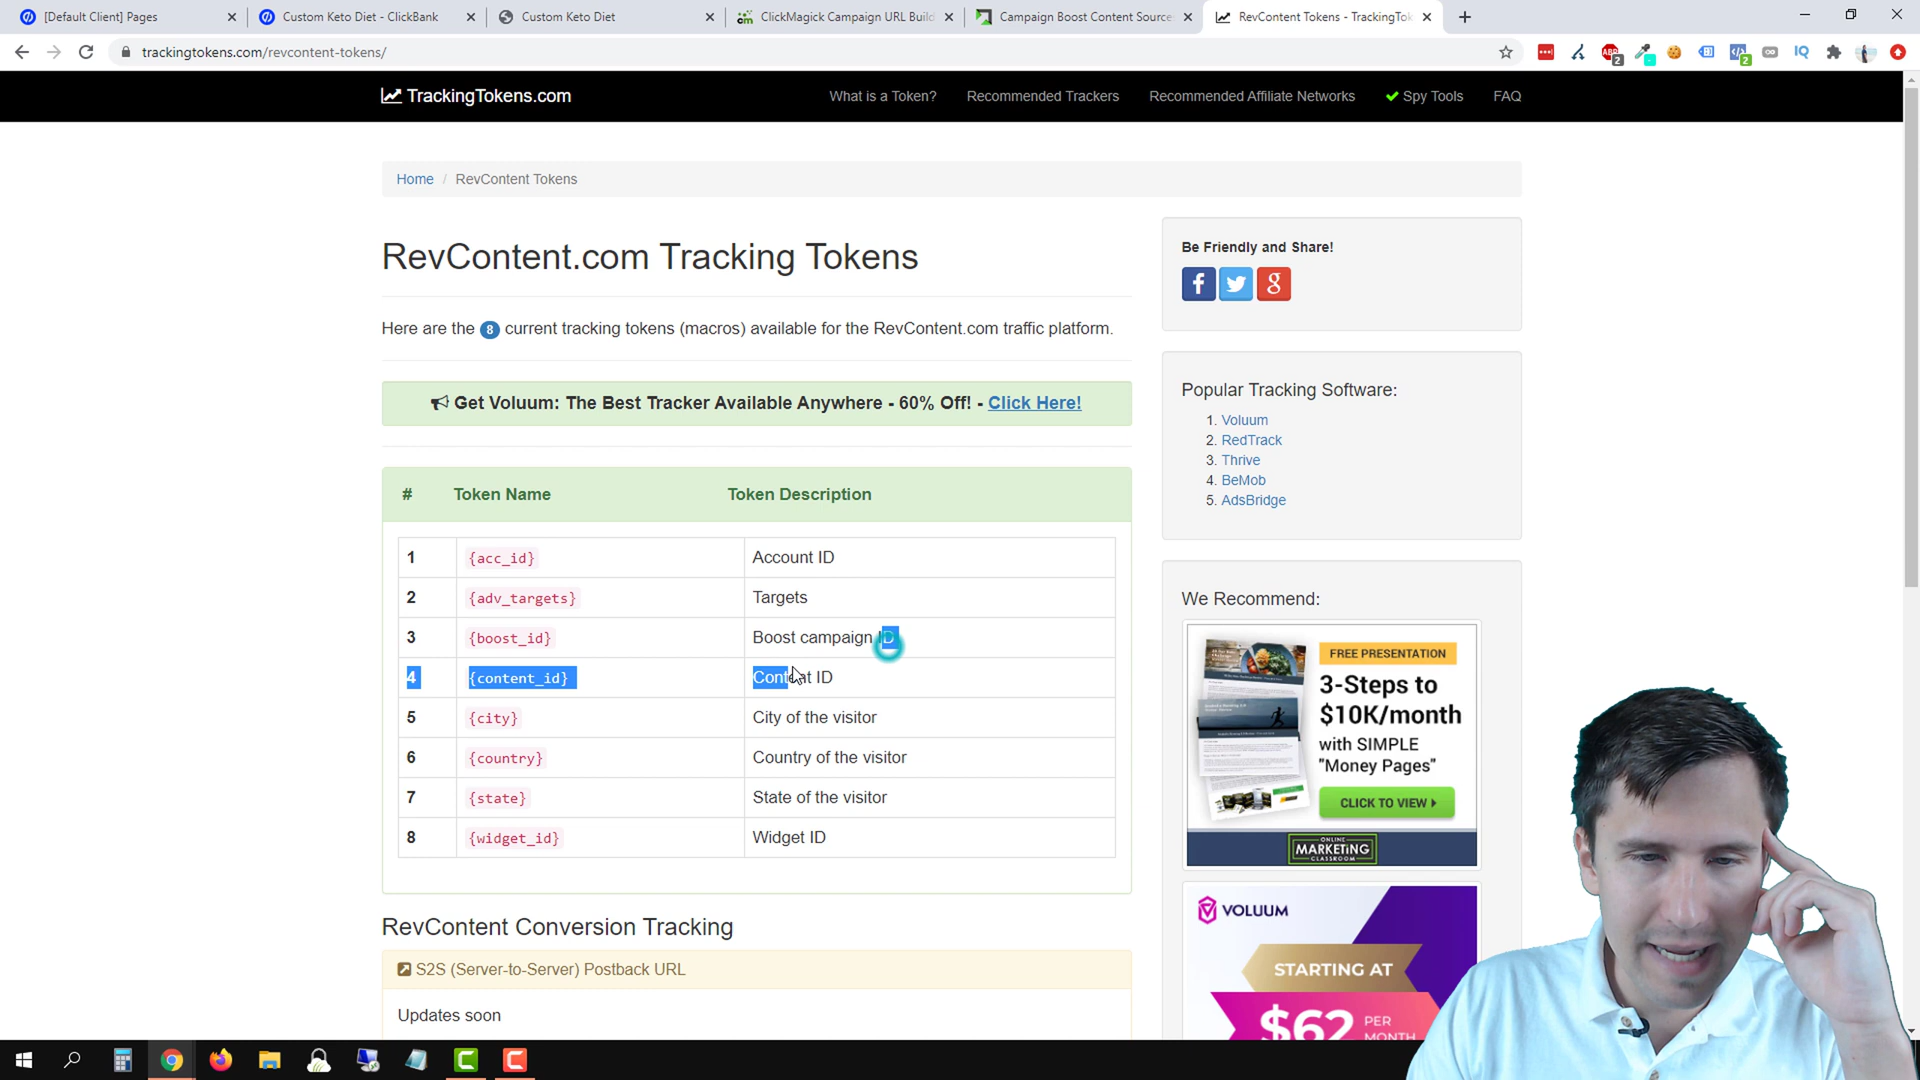 [Default Client] Pages
Custom Keto Diet - ClickBank
Custom Keto Diet
ClickMagick Campaign URL Build
Campaign Boost Content Source
RevContent Tokens - TrackingTok
trackingtokens.com/revcontent-tokens/
TrackingTokens.com
What is a Token?
Recommended Trackers
Recommended Affiliate Networks
Spy Tools
FAQ
Home / RevContent Tokens
RevContent.com Tracking Tokens
Here are the 8 current tracking tokens (macros) available for the RevContent.com traffic platform.
Get Voluum: The Best Tracker Available Anywhere - 60% Off! - Click Here!
# Token Name Token Description
1 {acc_id} Account ID
2 {adv_targets} Targets
3 {boost_id} Boost campaign ID
4 {content_id} Content ID
5 {city} City of the visitor
6 {country} Country of the visitor
7 {state} State of the visitor
8 {widget_id} Widget ID
RevContent Conversion Tracking
S2S (Server-to-Server) Postback URL
Updates soon
Be Friendly and Share!
Popular Tracking Software:
1. Voluum
2. RedTrack
3. Thrive
4. BeMob
5. AdsBridge
We Recommend:
FREE PRESENTATION
3-Steps to
$10K/month
with SIMPLE
"Money Pages"
CLICK TO VIEW
ONLINE
MARKETING
CLASSROOM
VOLUUM
STARTING AT
$62 PER
MONTH